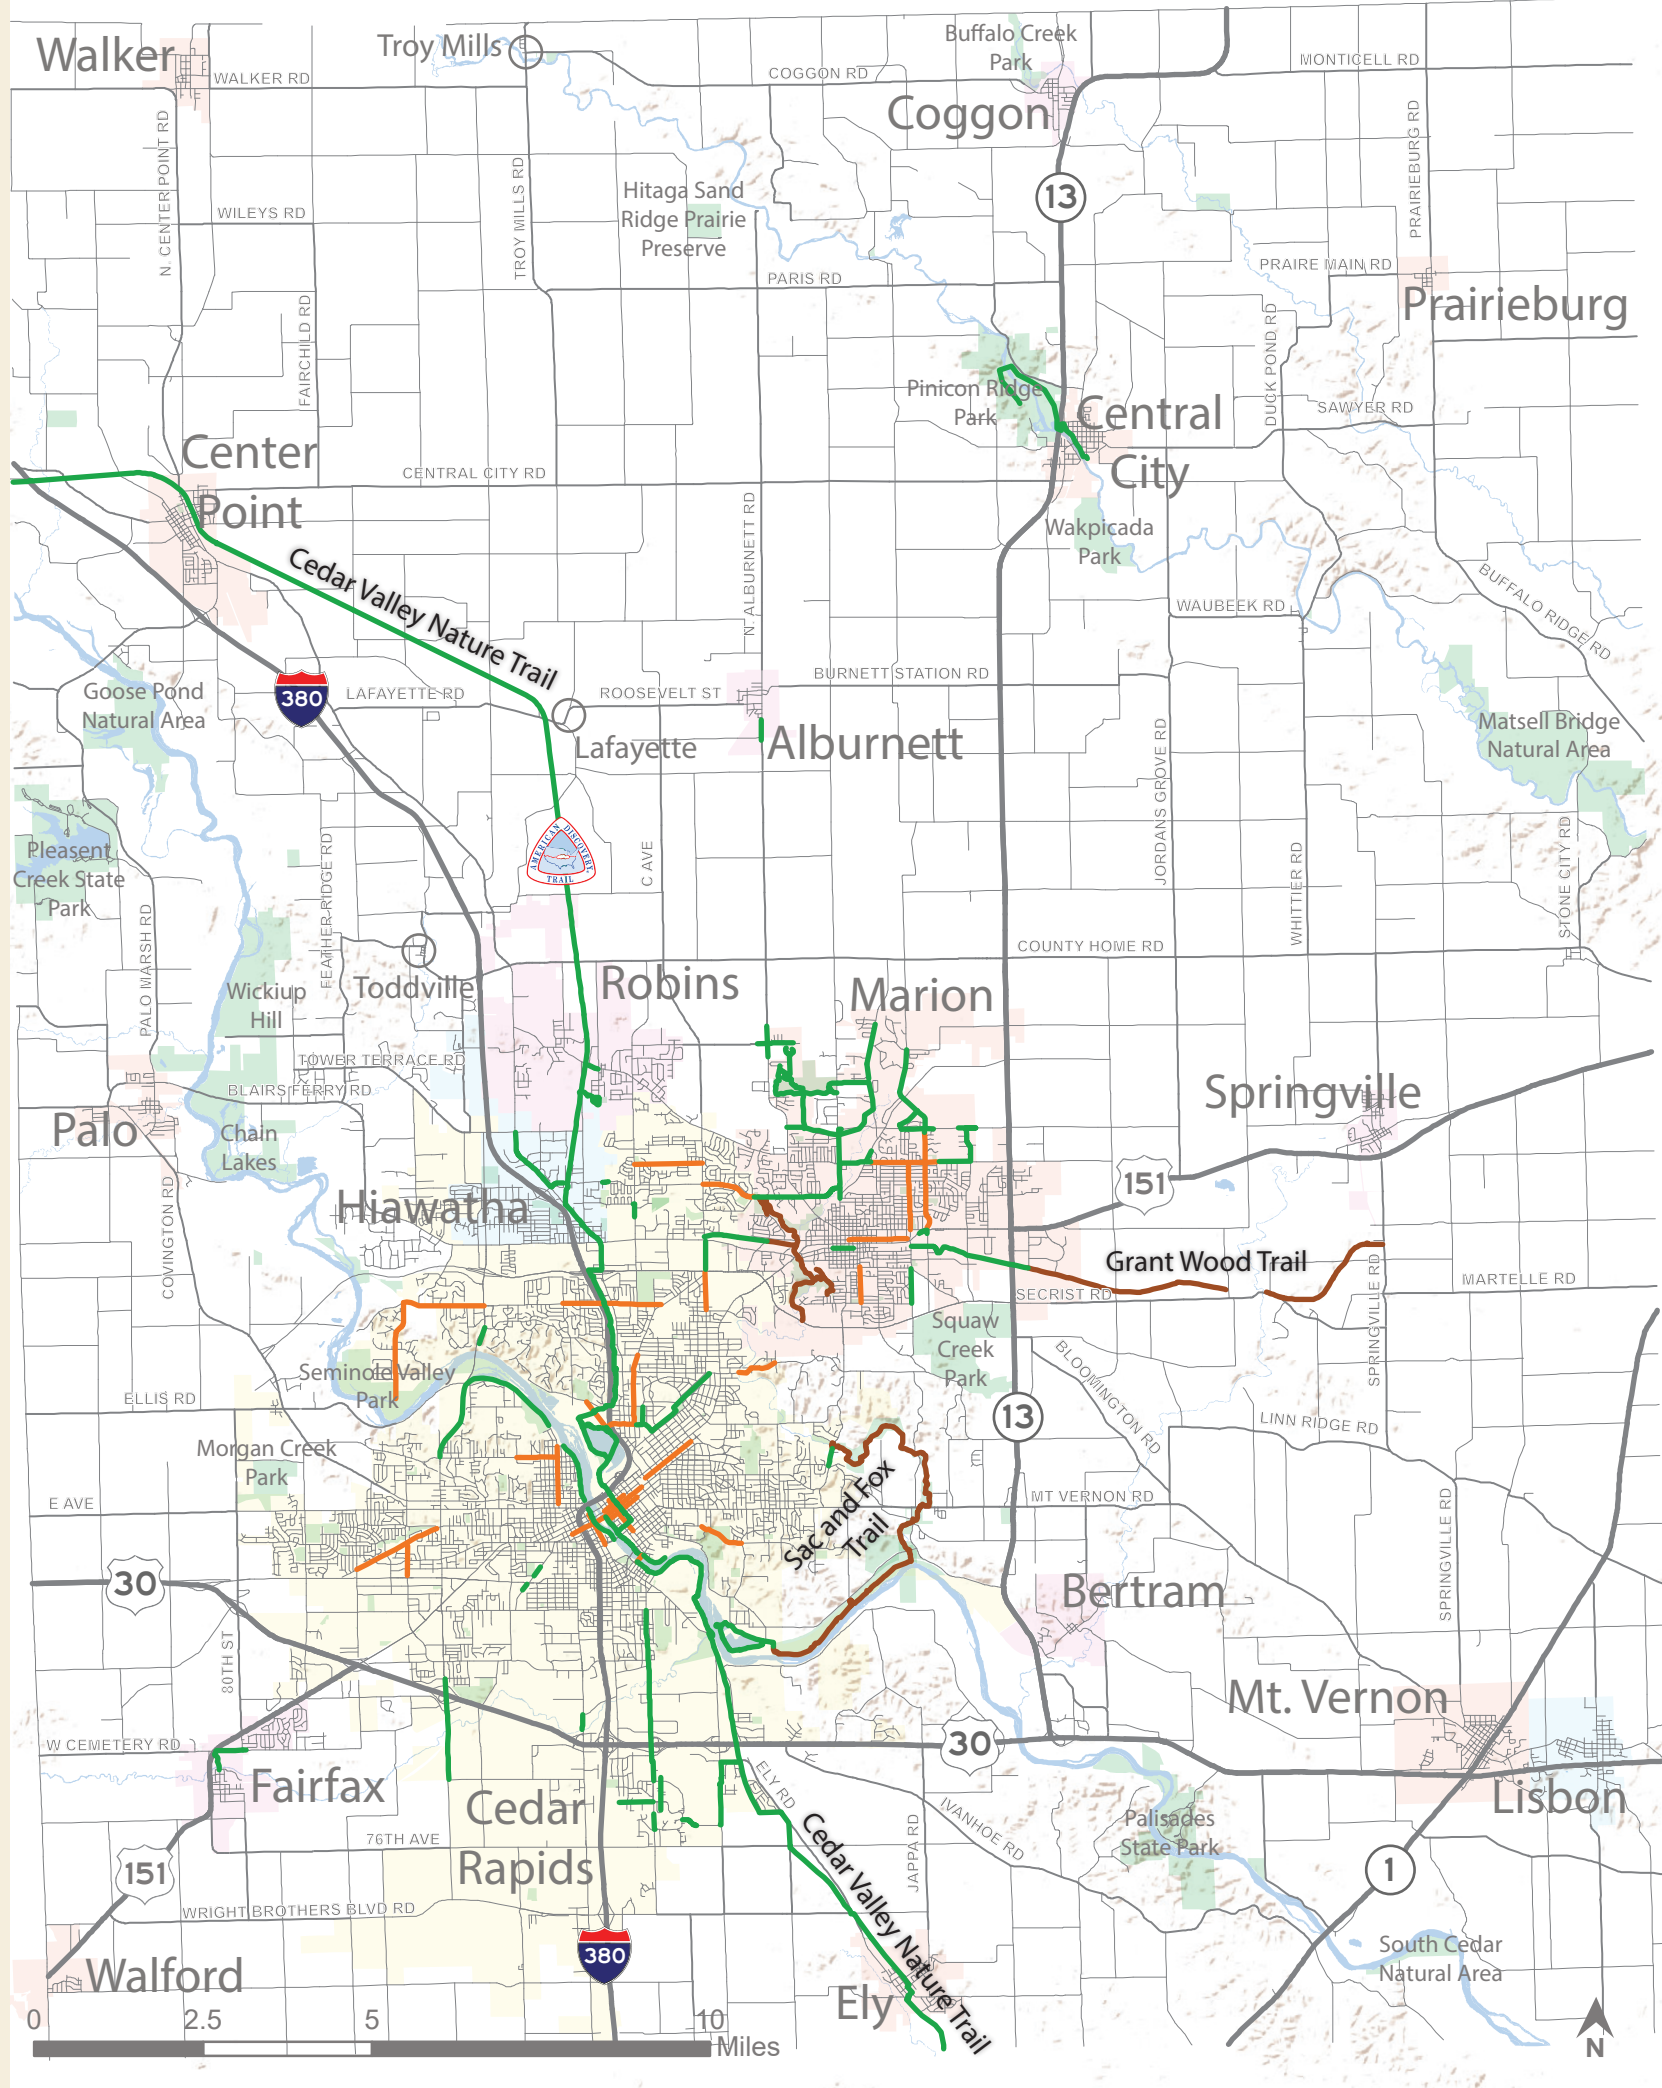 Walker
Troy Mills
Buffalo Creek
Park
WALKER RD
COGGON RD
MONTICELL RD
Coggon
N. CENTER POINT RD
TROY MILLS RD
PRAIRIEBURG RD
13
Hitaga Sand
Ridge Prairie
Preserve
WILEYS RD
PARIS RD
PRAIRE MAIN RD
Prairieburg
FAIRCHILD RD
DUCK POND RD
Pinicon Ridge
Park
Central
City
SAWYER RD
Center
Point
CENTRAL CITY RD
N. ALBURNETT RD
Wakpicada
Park
Cedar Valley Nature Trail
WAUBEEK RD
BUFFALO RIDGE RD
Goose Pond
Natural Area
380
LAFAYETTE RD
ROOSEVELT ST
BURNETT STATION RD
Lafayette
Alburnett
JORDANS GROVE RD
Matsell Bridge
Natural Area
Pleasent
Creek State
Park
FEATHER RIDGE RD
AMERICAN DISCOVERY
TRAIL
C AVE
WHITTIER RD
STONE CITY RD
PALO MARSH RD
COUNTY HOME RD
Toddville
Robins
Marion
Wickiup
Hill
TOWER TERRACE RD
BLAIRS FERRY RD
Palo
Chain
Lakes
Springville
151
COVINGTON RD
Hiawatha
Grant Wood Trail
SPRINGVILLE RD
MARTELLE RD
SECRIST RD
Squaw
Creek
Park
BLOOMINGTON RD
Seminole Valley
Park
ELLIS RD
13
LINN RIDGE RD
Morgan Creek
Park
Sac and Fox
Trail
E AVE
MT VERNON RD
SPRINGVILLE RD
30
Bertram
80TH ST
Mt. Vernon
W CEMETERY RD
30
Fairfax
ELY RD
Lisbon
Cedar
Rapids
76TH AVE
Cedar Valley Nature Trail
JAPPA RD
IVANHOE RD
Palisades
State Park
151
1
WRIGHT BROTHERS BLVD RD
380
South Cedar
Natural Area
Walford
Ely
0 2.5 5 10
Miles
N